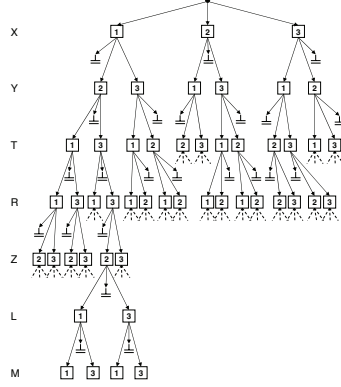 X 1 2 3
Y 2 3 1 3 1 2
T 1 3 1 2 2 3 1 2 2 3 1 3
R 1 3 1 3 1 2 1 2 1 2 1 2 2 3 2 3
Z 2 3 2 3 2 3
L 1 3
M 1 3 1 3